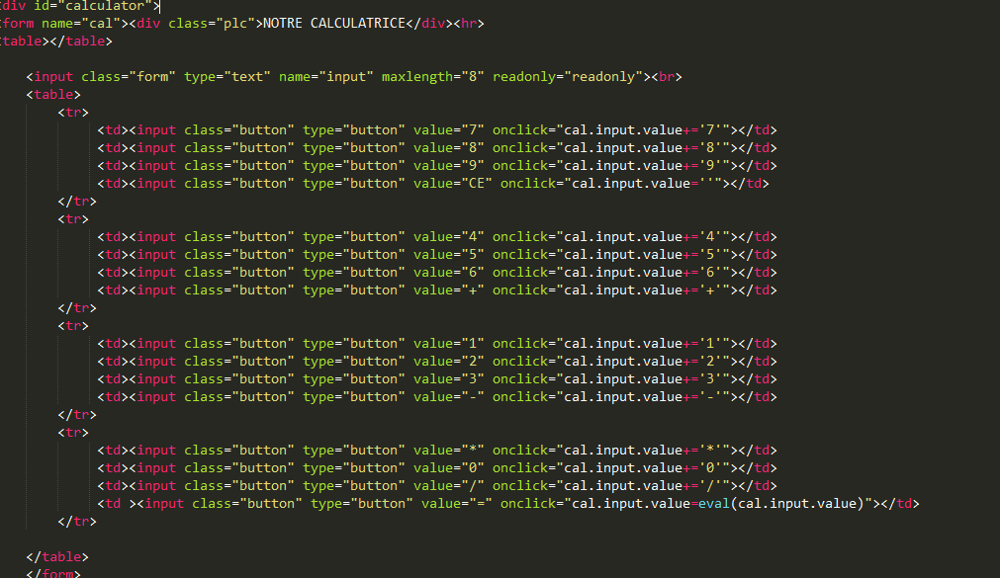 div id="calculator">
form name="cal"><div class="plc">NOTRE CALCULATRICE</div><hr>
table></table>
<input class="form" type="text" name="input" maxlength="8" readonly="readonly"><br>
<table>
<tr>
<td><input class="button" type="button" value="7" onclick="cal.input.value+='7'"></td>
<td><input class="button" type="button" value="8" onclick="cal.input.value+='8'"></td>
<td><input class="button" type="button" value="9" onclick="cal.input.value+='9'"></td>
<td><input class="button" type="button" value="CE" onclick="cal.input.value=''"></td>
</tr>
<tr>
<td><input class="button" type="button" value="4" onclick="cal.input.value+='4'"></td>
<td><input class="button" type="button" value="5" onclick="cal.input.value+='5'"></td>
<td><input class="button" type="button" value="6" onclick="cal.input.value+='6'"></td>
<td><input class="button" type="button" value="+" onclick="cal.input.value+='+'"></td>
</tr>
<tr>
<td><input class="button" type="button" value="1" onclick="cal.input.value+='1'"></td>
<td><input class="button" type="button" value="2" onclick="cal.input.value+='2'"></td>
<td><input class="button" type="button" value="3" onclick="cal.input.value+='3'"></td>
<td><input class="button" type="button" value="-" onclick="cal.input.value+='-'"></td>
</tr>
<tr>
<td><input class="button" type="button" value="*" onclick="cal.input.value+='*'"></td>
<td><input class="button" type="button" value="0" onclick="cal.input.value+='0'"></td>
<td><input class="button" type="button" value="/" onclick="cal.input.value+='/'"></td>
<td ><input class="button" type="button" value="=" onclick="cal.input.value=eval(cal.input.value)"></td>
</tr>
</table>
</form>